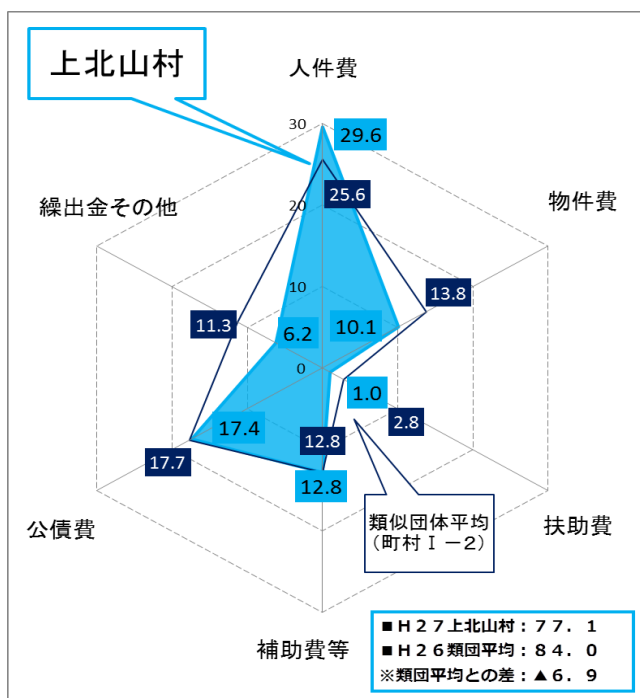 上北山村
人件費
30
29.6
繰出金その他
20
25.6
物件費
10
13.8
11.3
6.2
10.1
0
1.0
2.8
17.4
12.8
17.7
12.8
公債費
類似団体平均
(町村Ⅰ－2)
扶助費
補助費等
■H27上北山村：77．1
■H26類団平均：84．0
※類団平均との差：▲6．9